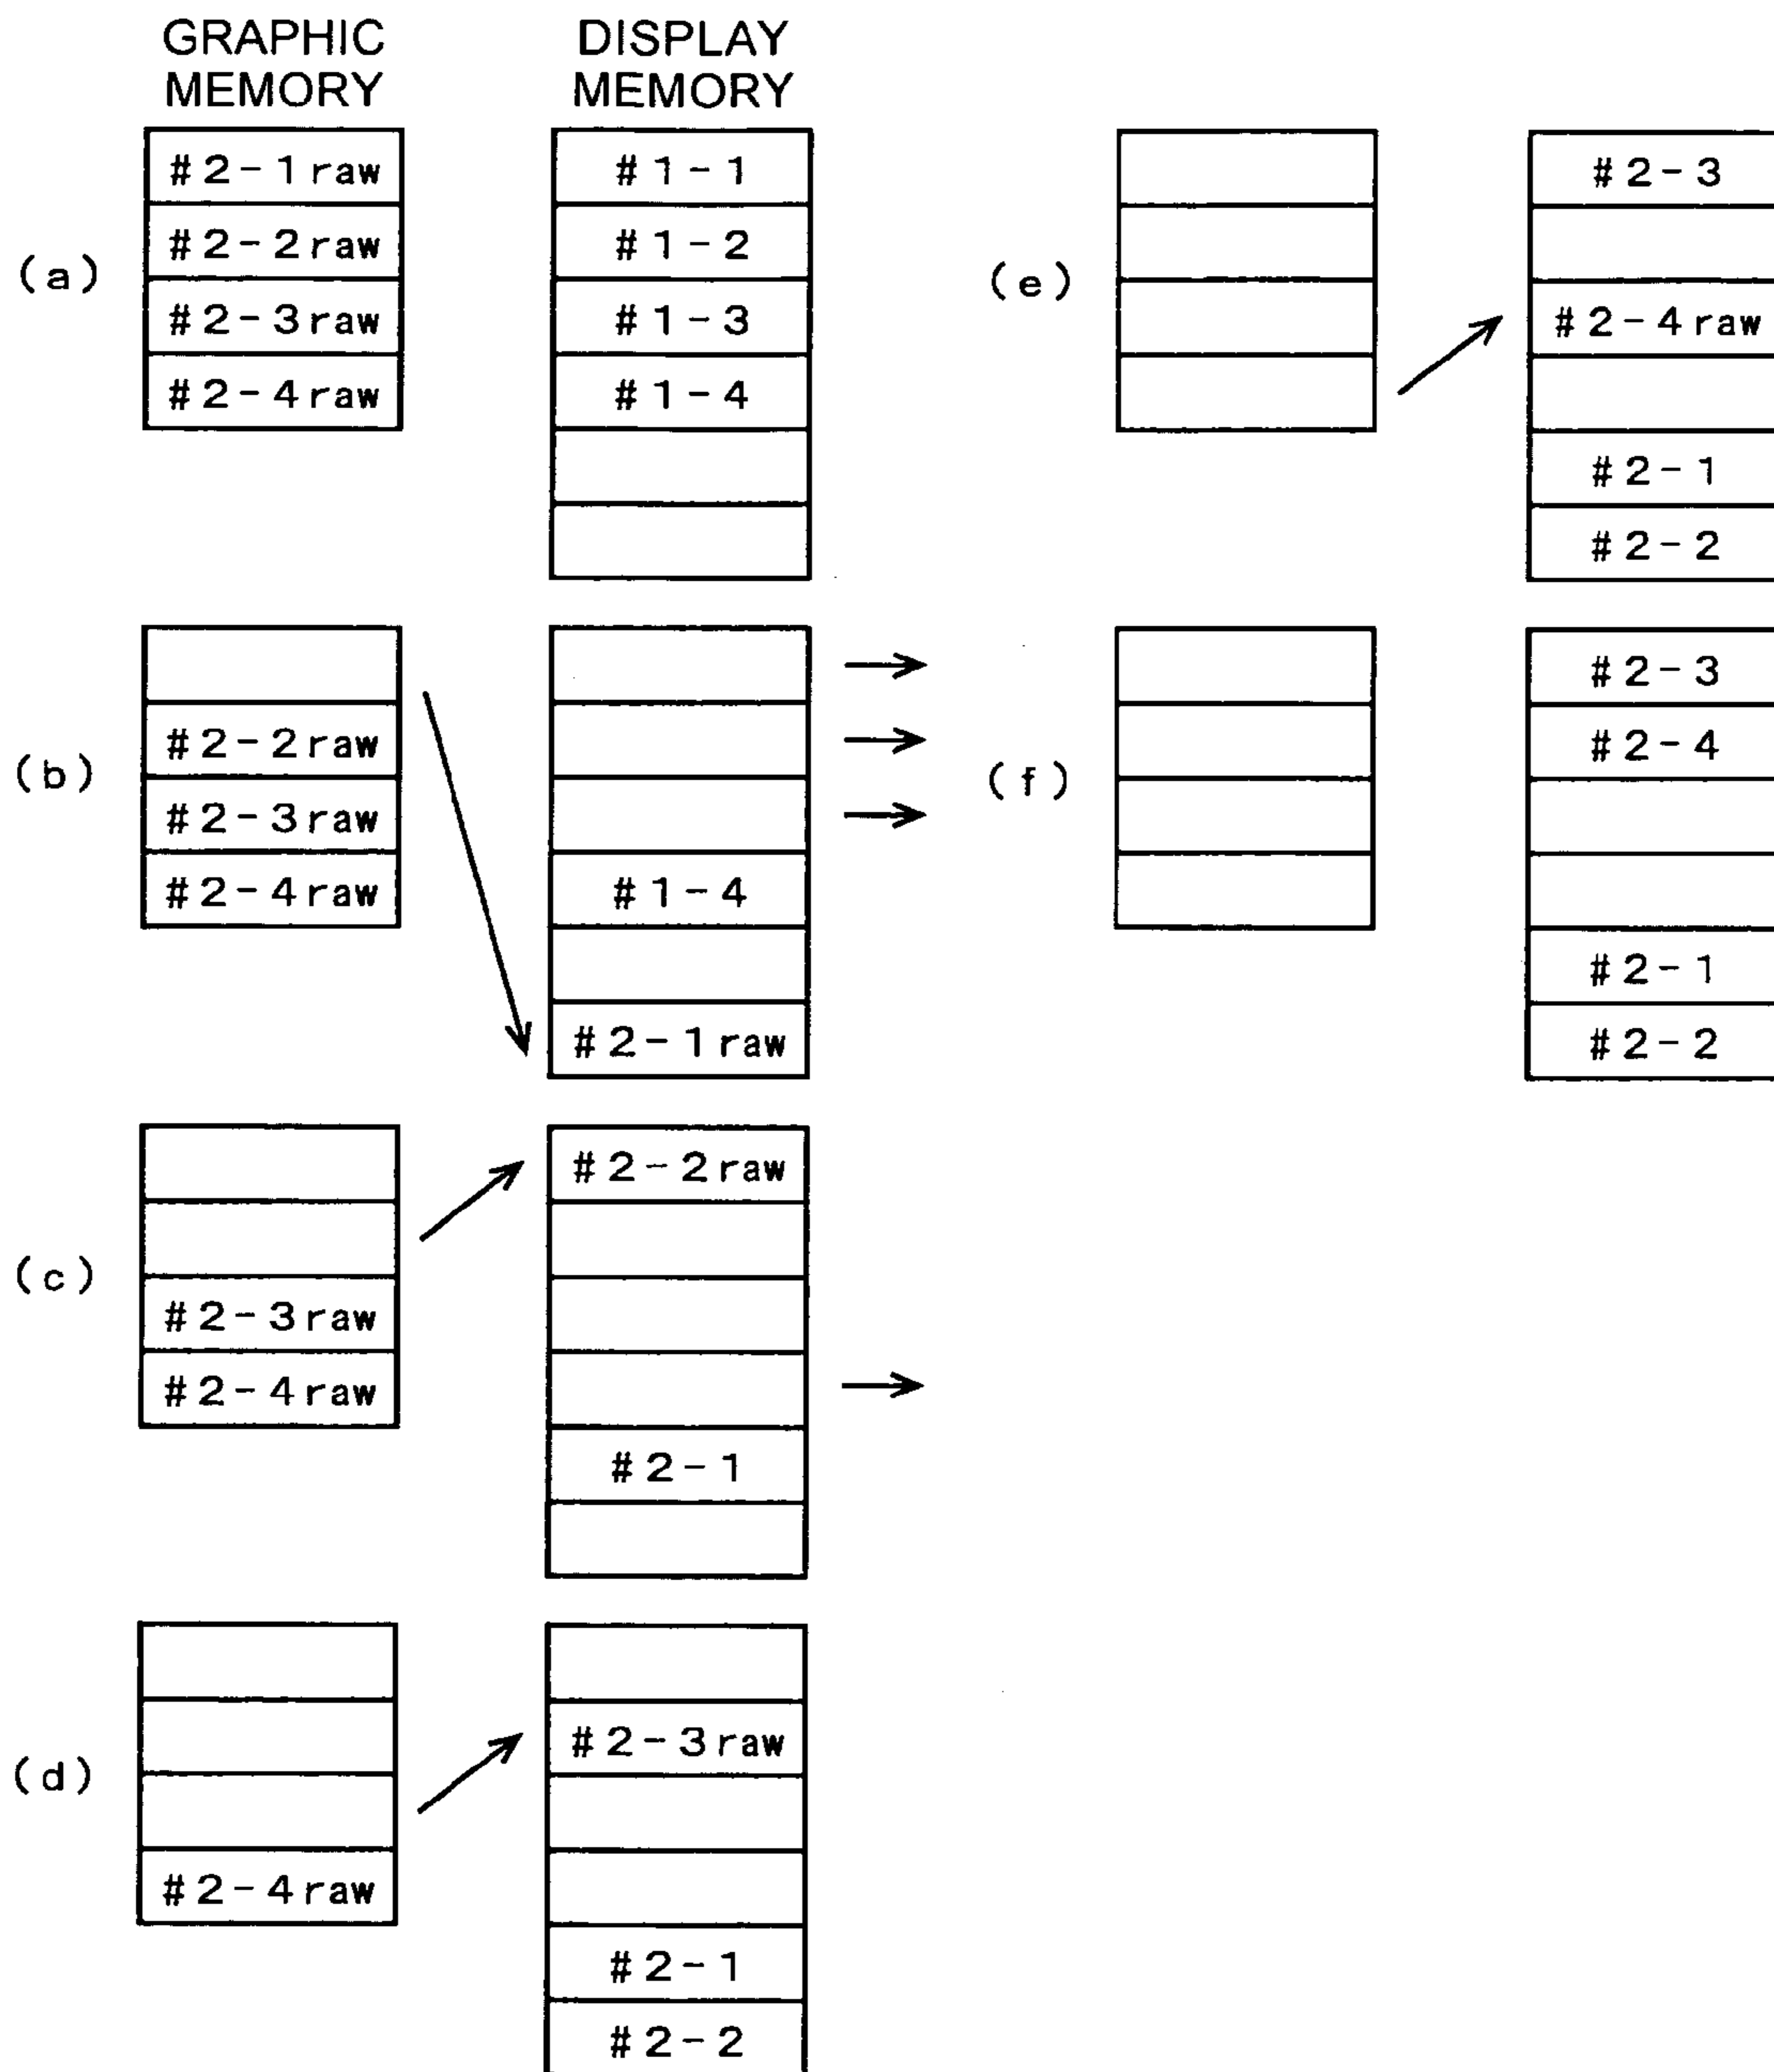 GRAPHIC
MEMORY
DISPLAY
MEMORY
(a)
#2-1raw
#2-2raw
#2-3raw
#2-4raw
#1-1
#1-2
#1-3
#1-4
(b)
#2-2raw
#2-3raw
#2-4raw
#1-4
#2-1raw
(c)
#2-3raw
#2-4raw
#2-2raw
#2-1
(d)
#2-4raw
#2-3raw
#2-1
#2-2
(e)
#2-3
#2-4raw
#2-1
#2-2
(f)
#2-3
#2-4
#2-1
#2-2